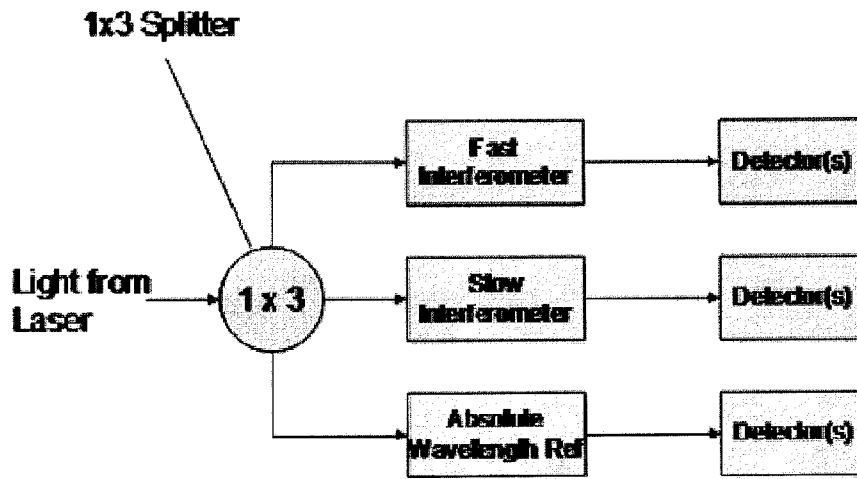 1x3 Splitter
Fast
Interferometer
Detector(s)
Light from
Laser
1 x 3
Slow
Interferometer
Detector(s)
Absolute
Wavelength Ref
Detector(s)